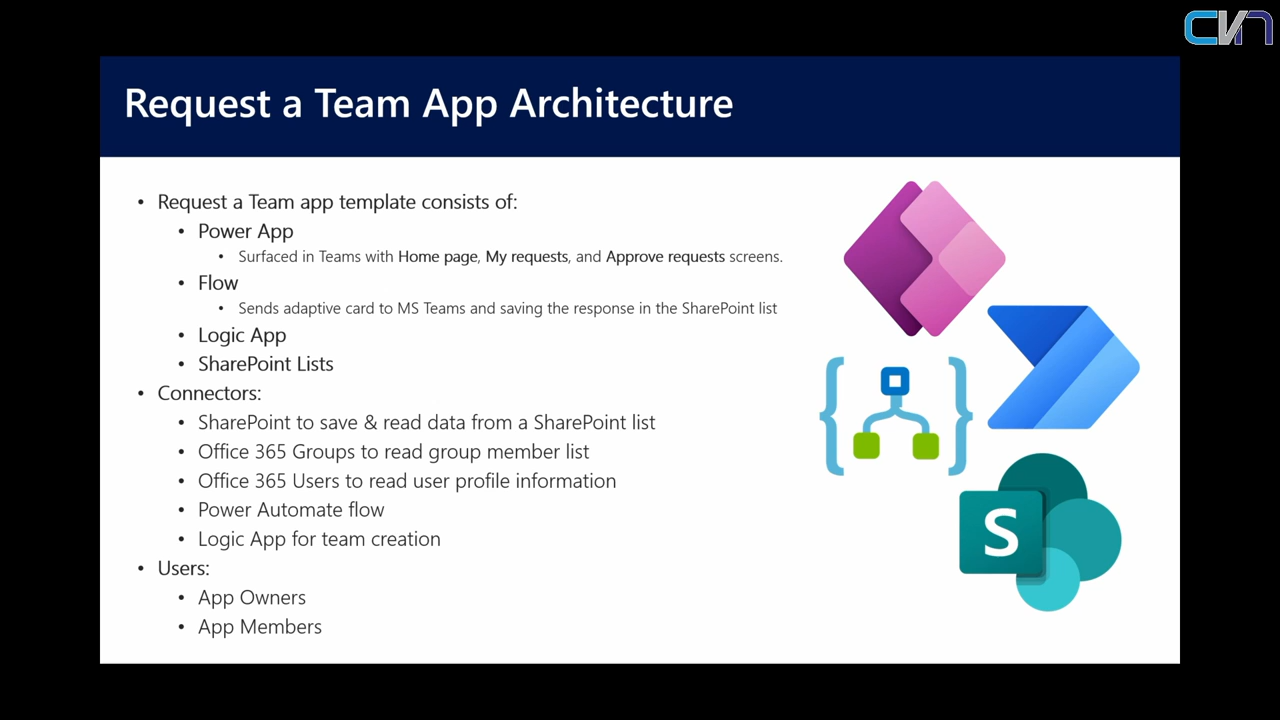 CVN
Request a Team App Architecture
• Request a Team app template consists of:
• Power App
• Surfaced in Teams with Home page, My requests, and Approve requests screens.
• Flow
• Sends adaptive card to MS Teams and saving the response in the SharePoint list
• Logic App
• SharePoint Lists
• Connectors:
• SharePoint to save & read data from a SharePoint list
• Office 365 Groups to read group member list
• Office 365 Users to read user profile information
• Power Automate flow
• Logic App for team creation
• Users:
• App Owners
• App Members
S